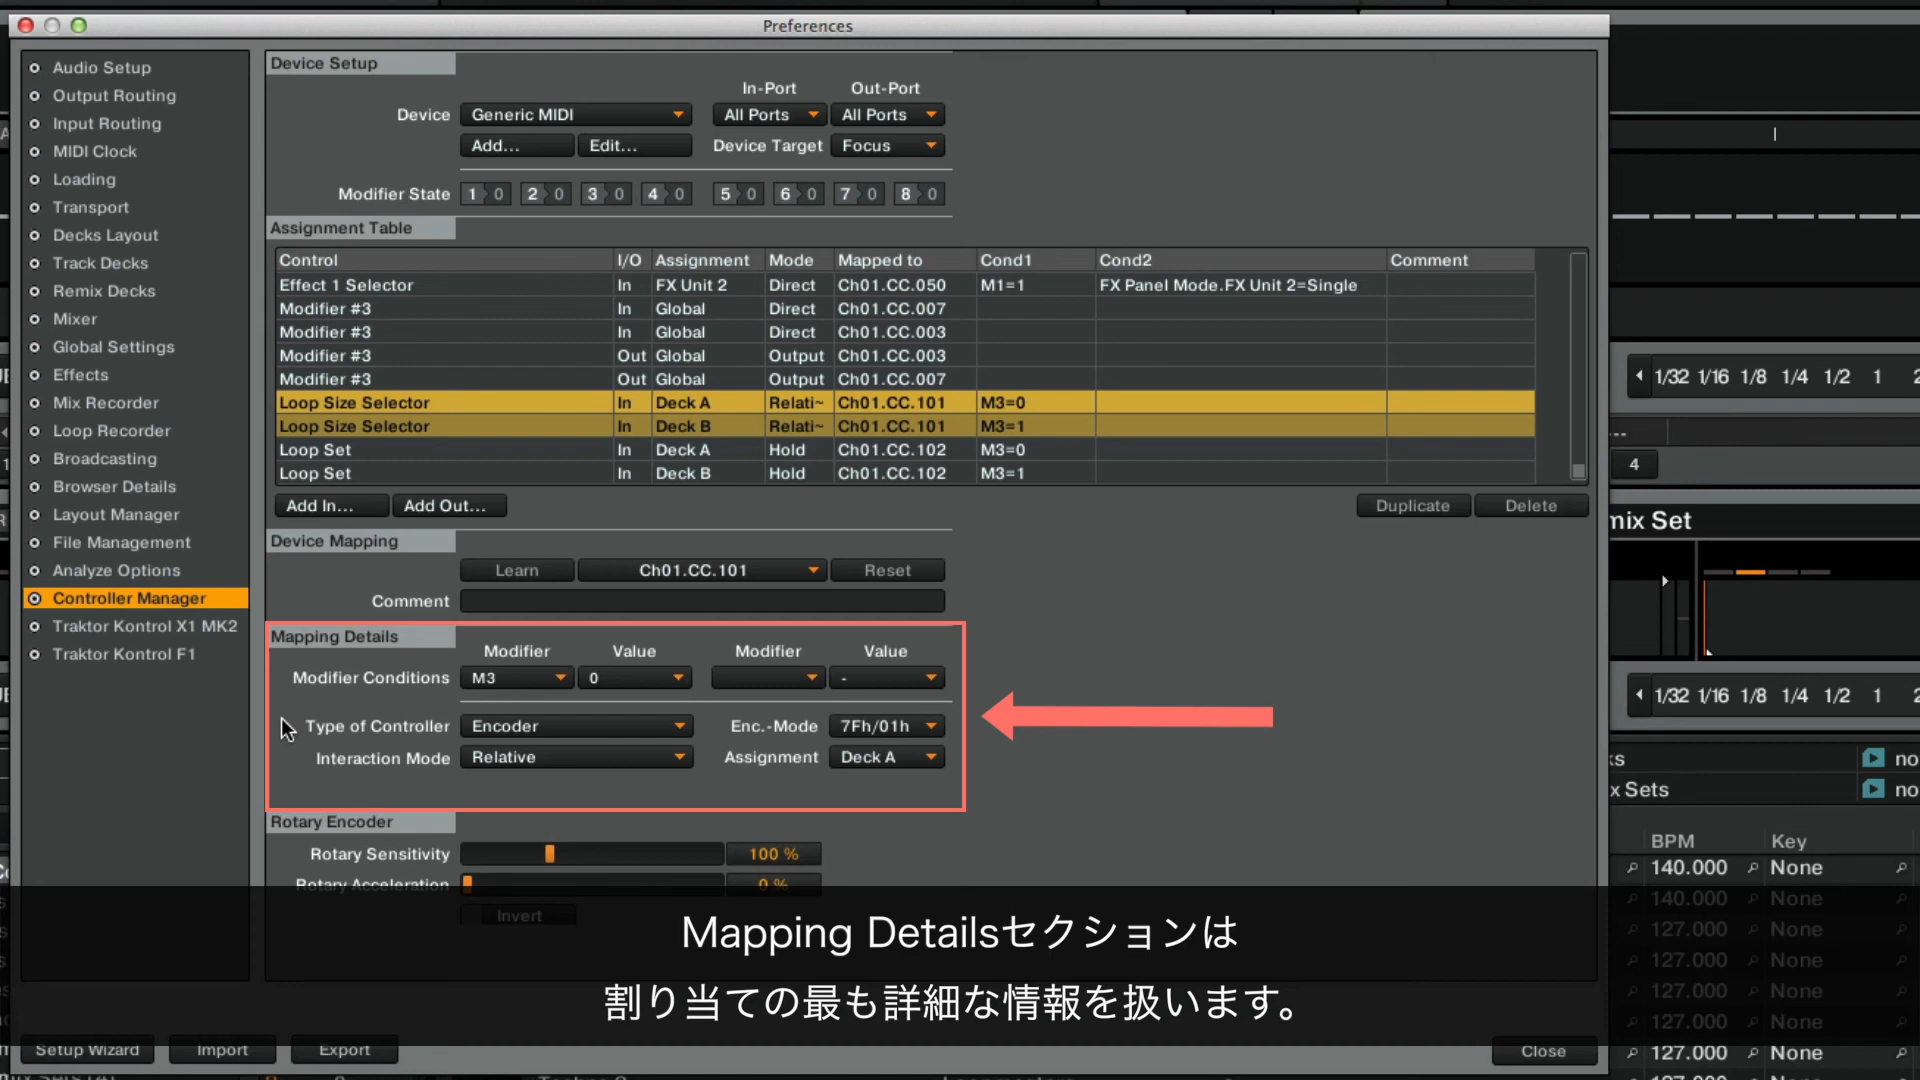 Preferences
Audio Setup
Output Routing
Input Routing
MIDI Clock
Loading
Transport
Decks Layout
Track Decks
Remix Decks
Mixer
Global Settings
Effects
Mix Recorder
Loop Recorder
Broadcasting
Browser Details
Layout Manager
File Management
Analyze Options
Controller Manager
Traktor Kontrol X1 MK2
Traktor Kontrol F1
Device Setup
In-Port Out-Port
Device Generic MIDI All Ports All Ports
Add... Edit... Device Target Focus
Modifier State 1 0 2 0 3 0 4 0 5 0 6 0 7 0 8 0
Assignment Table
Control I/O Assignment Mode Mapped to Cond1 Cond2 Comment
Effect 1 Selector In FX Unit 2 Direct Ch01.CC.050 M1=1 FX Panel Mode.FX Unit 2=Single
Modifier #3 In Global Direct Ch01.CC.007
Modifier #3 In Global Direct Ch01.CC.003
Modifier #3 Out Global Output Ch01.CC.003
Modifier #3 Out Global Output Ch01.CC.007
Loop Size Selector In Deck A Relati~ Ch01.CC.101 M3=0
Loop Size Selector In Deck B Relati~ Ch01.CC.101 M3=1
Loop Set In Deck A Hold Ch01.CC.102 M3=0
Loop Set In Deck B Hold Ch01.CC.102 M3=1
Add In... Add Out... Duplicate Delete
Device Mapping
Learn Ch01.CC.101 Reset
Comment
Mapping Details
Modifier Value Modifier Value
Modifier Conditions M3 0 -
Type of Controller Encoder Enc.-Mode 7Fh/01h
Interaction Mode Relative Assignment Deck A
Rotary Encoder
Rotary Sensitivity 100 %
Rotary Acceleration 0 %
Invert
Mapping Detailsセクションは
割り当ての最も詳細な情報を扱います。
Setup Wizard Import Export Close
1/32 1/16 1/8 1/4 1/2 1 2
4
mix Set
1/32 1/16 1/8 1/4 1/2 1 2
ks no
x Sets no
BPM Key
140.000 None
140.000 None
127.000 None
127.000 None
127.000 None
127.000 None
127.000 None